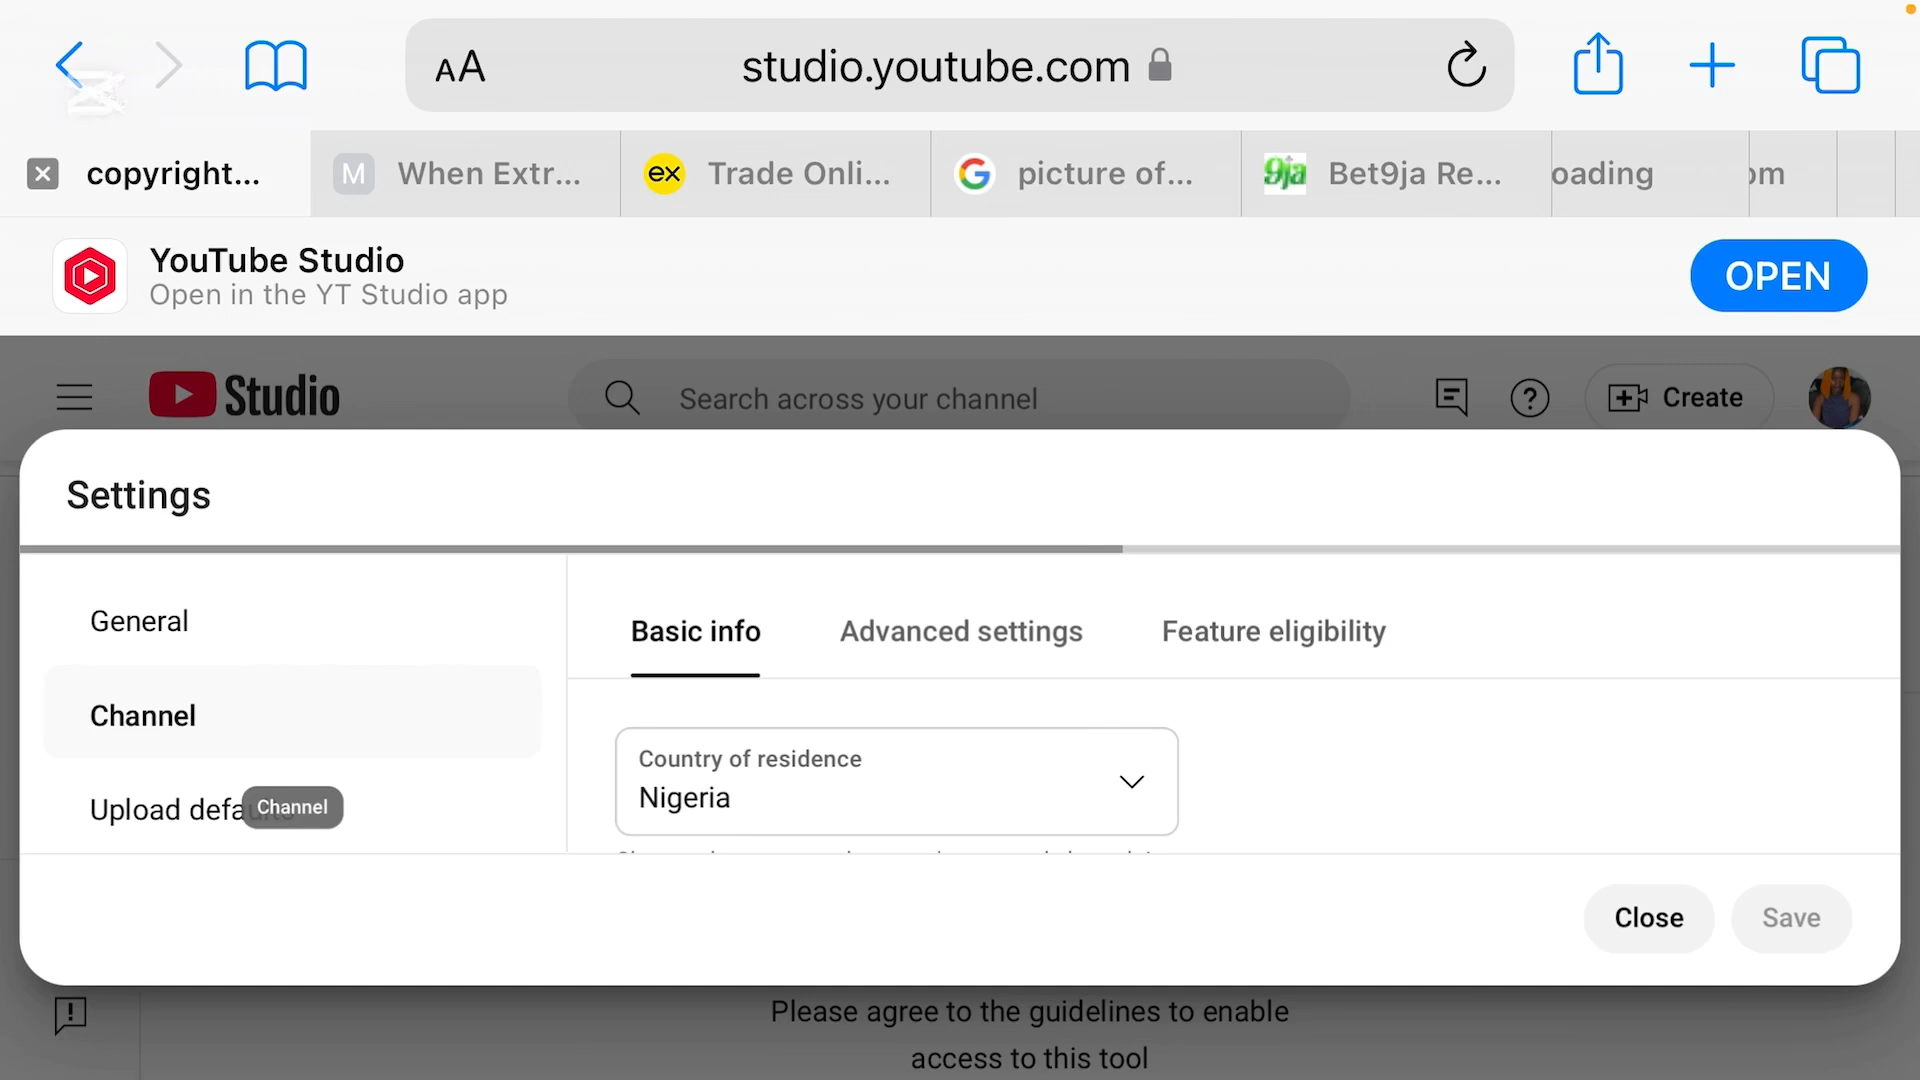 AA studio.youtube.com
copyright... M When Extr... ex Trade Onli... G picture of... 9ja Bet9ja Re... oading om
YouTube Studio
Open in the YT Studio app
OPEN
Studio Search across your channel ? Create
Settings
General
Channel
Upload defa
Channel
Basic info Advanced settings Feature eligibility
Country of residence
Nigeria
Close Save
Please agree to the guidelines to enable
access to this tool